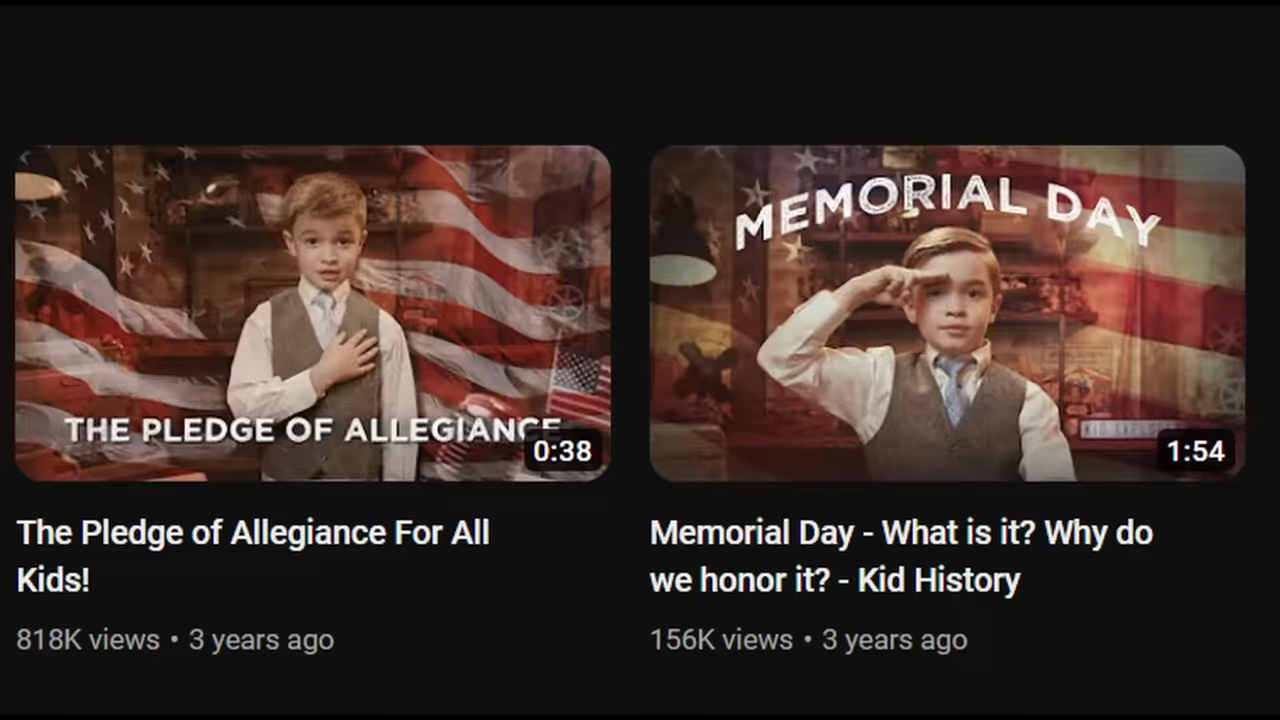 THE PLEDGE OF ALLEGIANCE
0:38
The Pledge of Allegiance For All
Kids!
818K views • 3 years ago
MEMORIAL DAY
1:54
Memorial Day - What is it? Why do
we honor it? - Kid History
156K views • 3 years ago